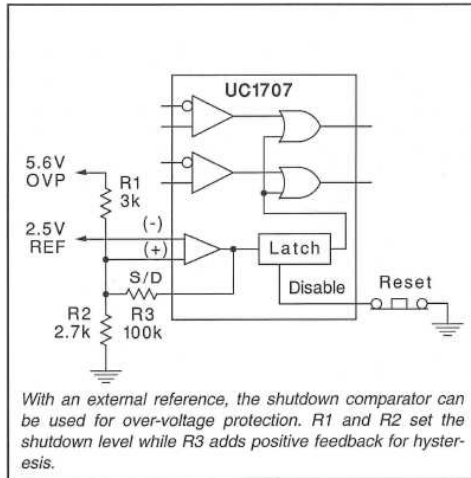 UC1707
5.6V
OVP
R1
3k
2.5V
REF
(-)
(+)
Latch
S/D
Disable
Reset
R2
2.7k
R3
100k
With an external reference, the shutdown comparator can
be used for over-voltage protection. R1 and R2 set the
shutdown level while R3 adds positive feedback for hyster-
esis.